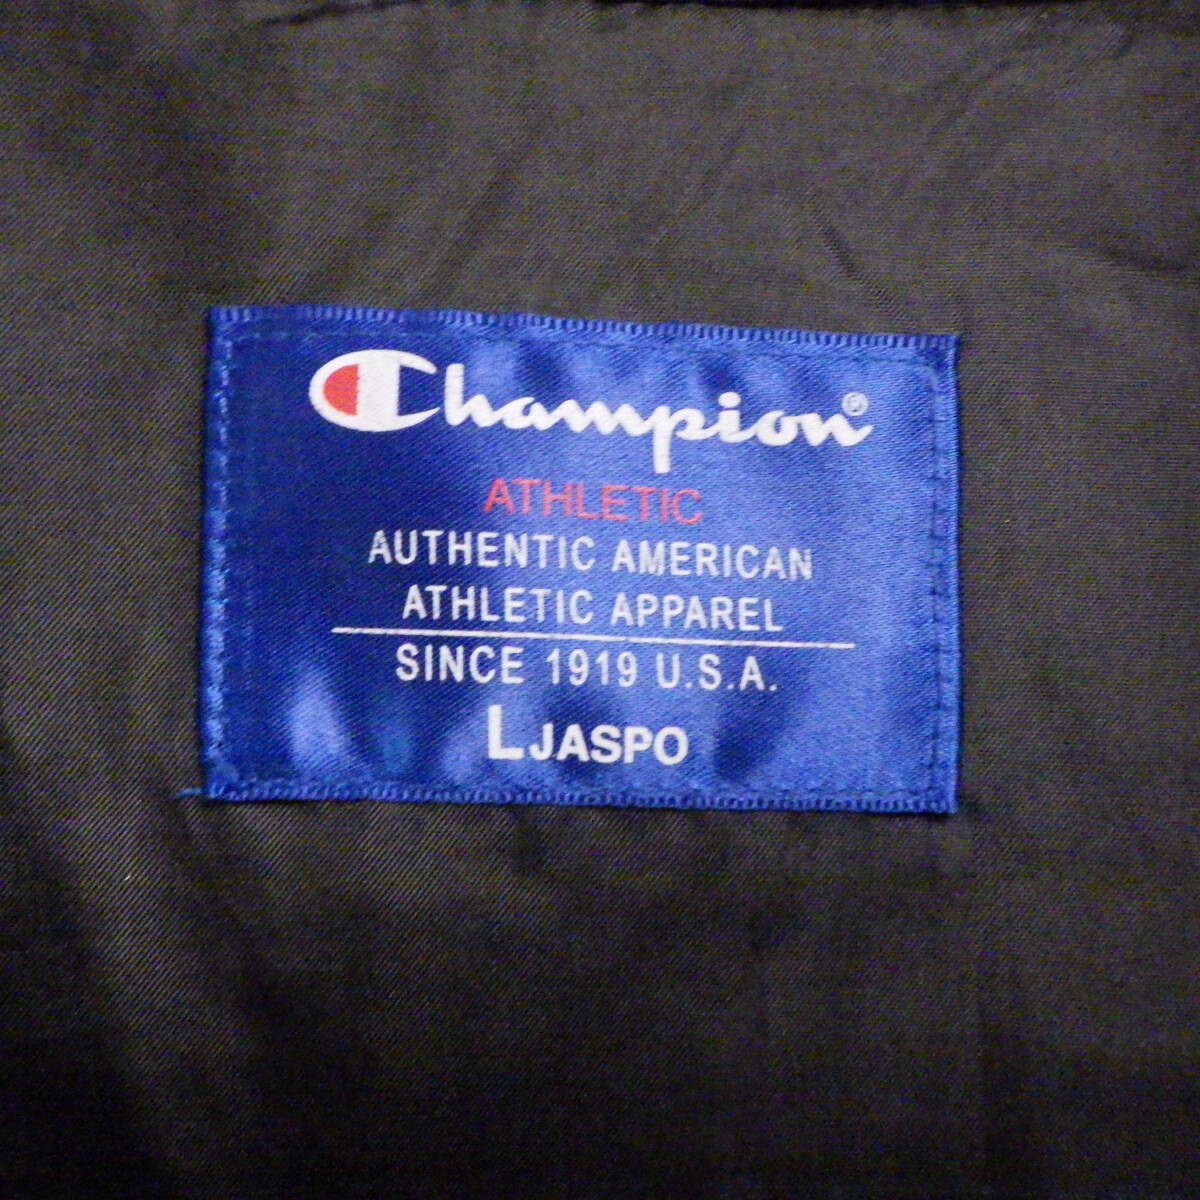 Champion®
ATHLETIC
AUTHENTIC AMERICAN
ATHLETIC APPAREL
SINCE 1919 U.S.A.
L JASPO